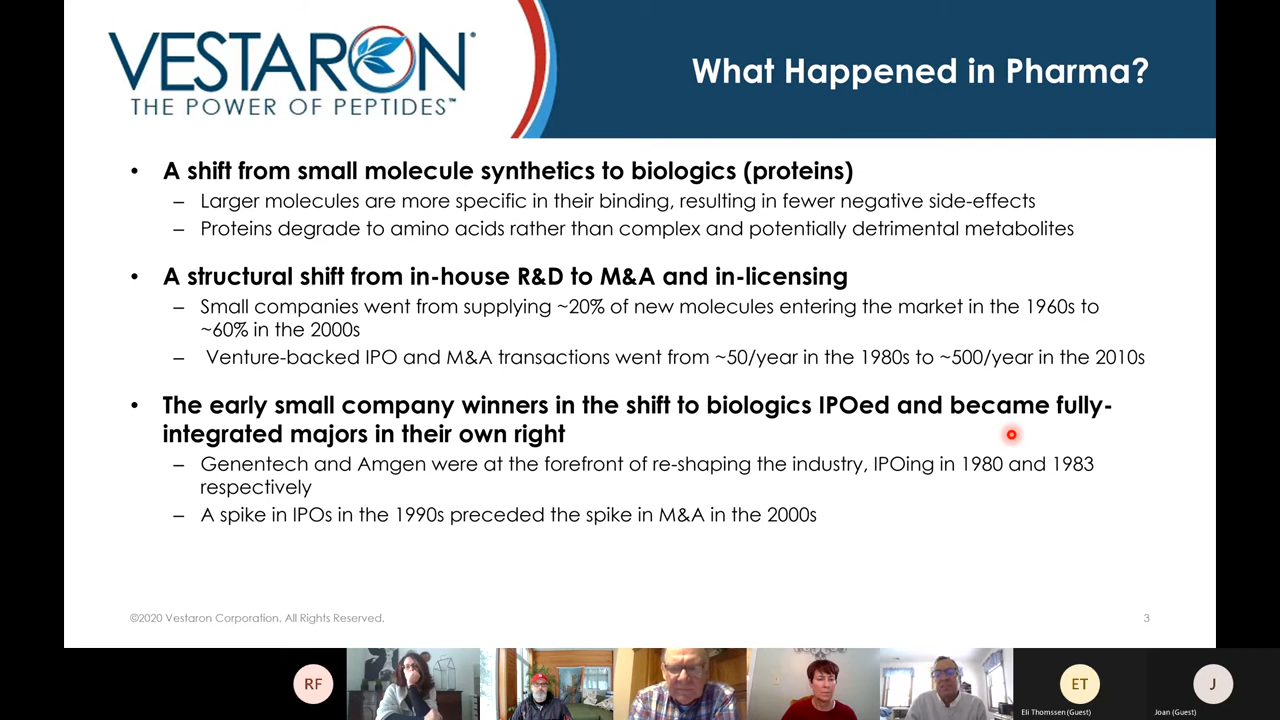 VESTARON®
THE POWER OF PEPTIDES™
What Happened in Pharma?
• A shift from small molecule synthetics to biologics (proteins)
– Larger molecules are more specific in their binding, resulting in fewer negative side-effects
– Proteins degrade to amino acids rather than complex and potentially detrimental metabolites
• A structural shift from in-house R&D to M&A and in-licensing
– Small companies went from supplying ~20% of new molecules entering the market in the 1960s to
~60% in the 2000s
– Venture-backed IPO and M&A transactions went from ~50/year in the 1980s to ~500/year in the 2010s
• The early small company winners in the shift to biologics IPOed and became fully-
integrated majors in their own right
– Genentech and Amgen were at the forefront of re-shaping the industry, IPOing in 1980 and 1983
respectively
– A spike in IPOs in the 1990s preceded the spike in M&A in the 2000s
©2020 Vestaron Corporation. All Rights Reserved.
3
RF
ET
J
Eli Thomssen (Guest)
Joan (Guest)